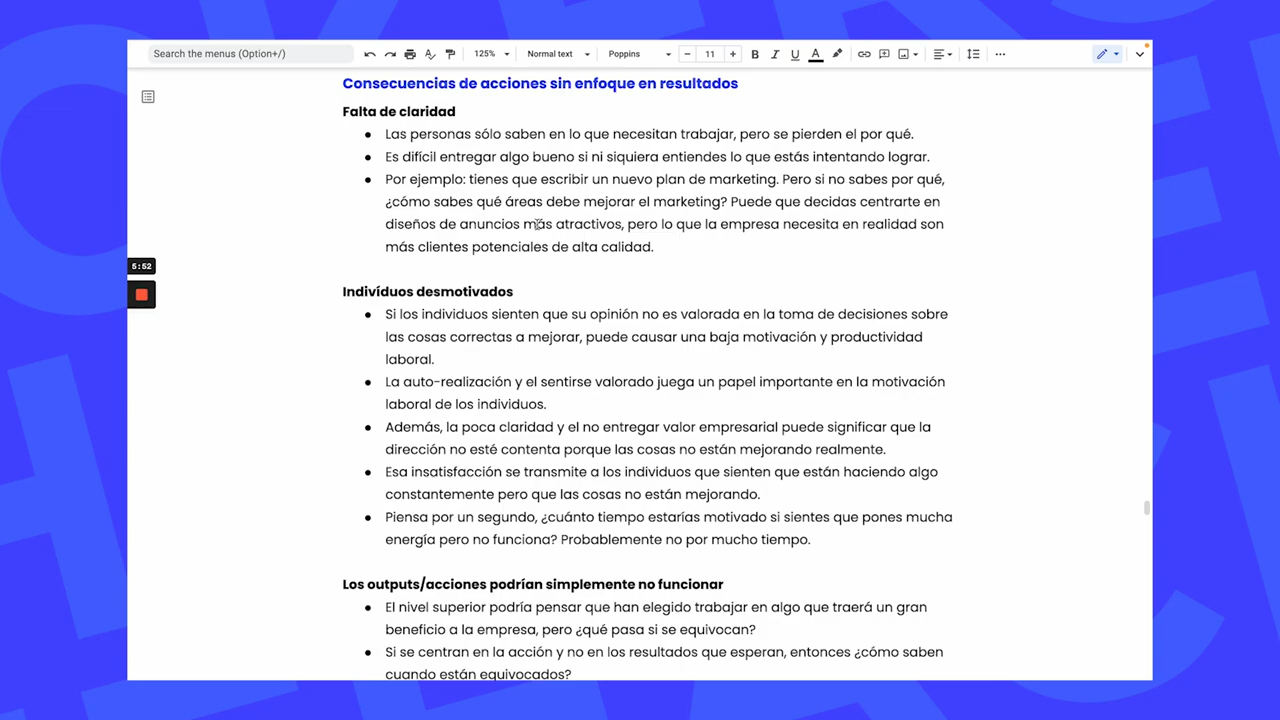 Search the menus (Option+/)
125%
Normal text
Poppins
11
B
I
U
A
Consecuencias de acciones sin enfoque en resultados
Falta de claridad
● Las personas sólo saben en lo que necesitan trabajar, pero se pierden el por qué.
● Es difícil entregar algo bueno si ni siquiera entiendes lo que estás intentando lograr.
● Por ejemplo: tienes que escribir un nuevo plan de marketing. Pero si no sabes por qué,
¿cómo sabes qué áreas debe mejorar el marketing? Puede que decidas centrarte en
diseños de anuncios más atractivos, pero lo que la empresa necesita en realidad son
más clientes potenciales de alta calidad.
5:52
Indivíduos desmotivados
● Si los individuos sienten que su opinión no es valorada en la toma de decisiones sobre
las cosas correctas a mejorar, puede causar una baja motivación y productividad
laboral.
● La auto-realización y el sentirse valorado juega un papel importante en la motivación
laboral de los individuos.
● Además, la poca claridad y el no entregar valor empresarial puede significar que la
dirección no esté contenta porque las cosas no están mejorando realmente.
● Esa insatisfacción se transmite a los individuos que sienten que están haciendo algo
constantemente pero que las cosas no están mejorando.
● Piensa por un segundo, ¿cuánto tiempo estarías motivado si sientes que pones mucha
energía pero no funciona? Probablemente no por mucho tiempo.
Los outputs/acciones podrían simplemente no funcionar
● El nivel superior podría pensar que han elegido trabajar en algo que traerá un gran
beneficio a la empresa, pero ¿qué pasa si se equivocan?
● Si se centran en la acción y no en los resultados que esperan, entonces ¿cómo saben
cuando están equivocados?